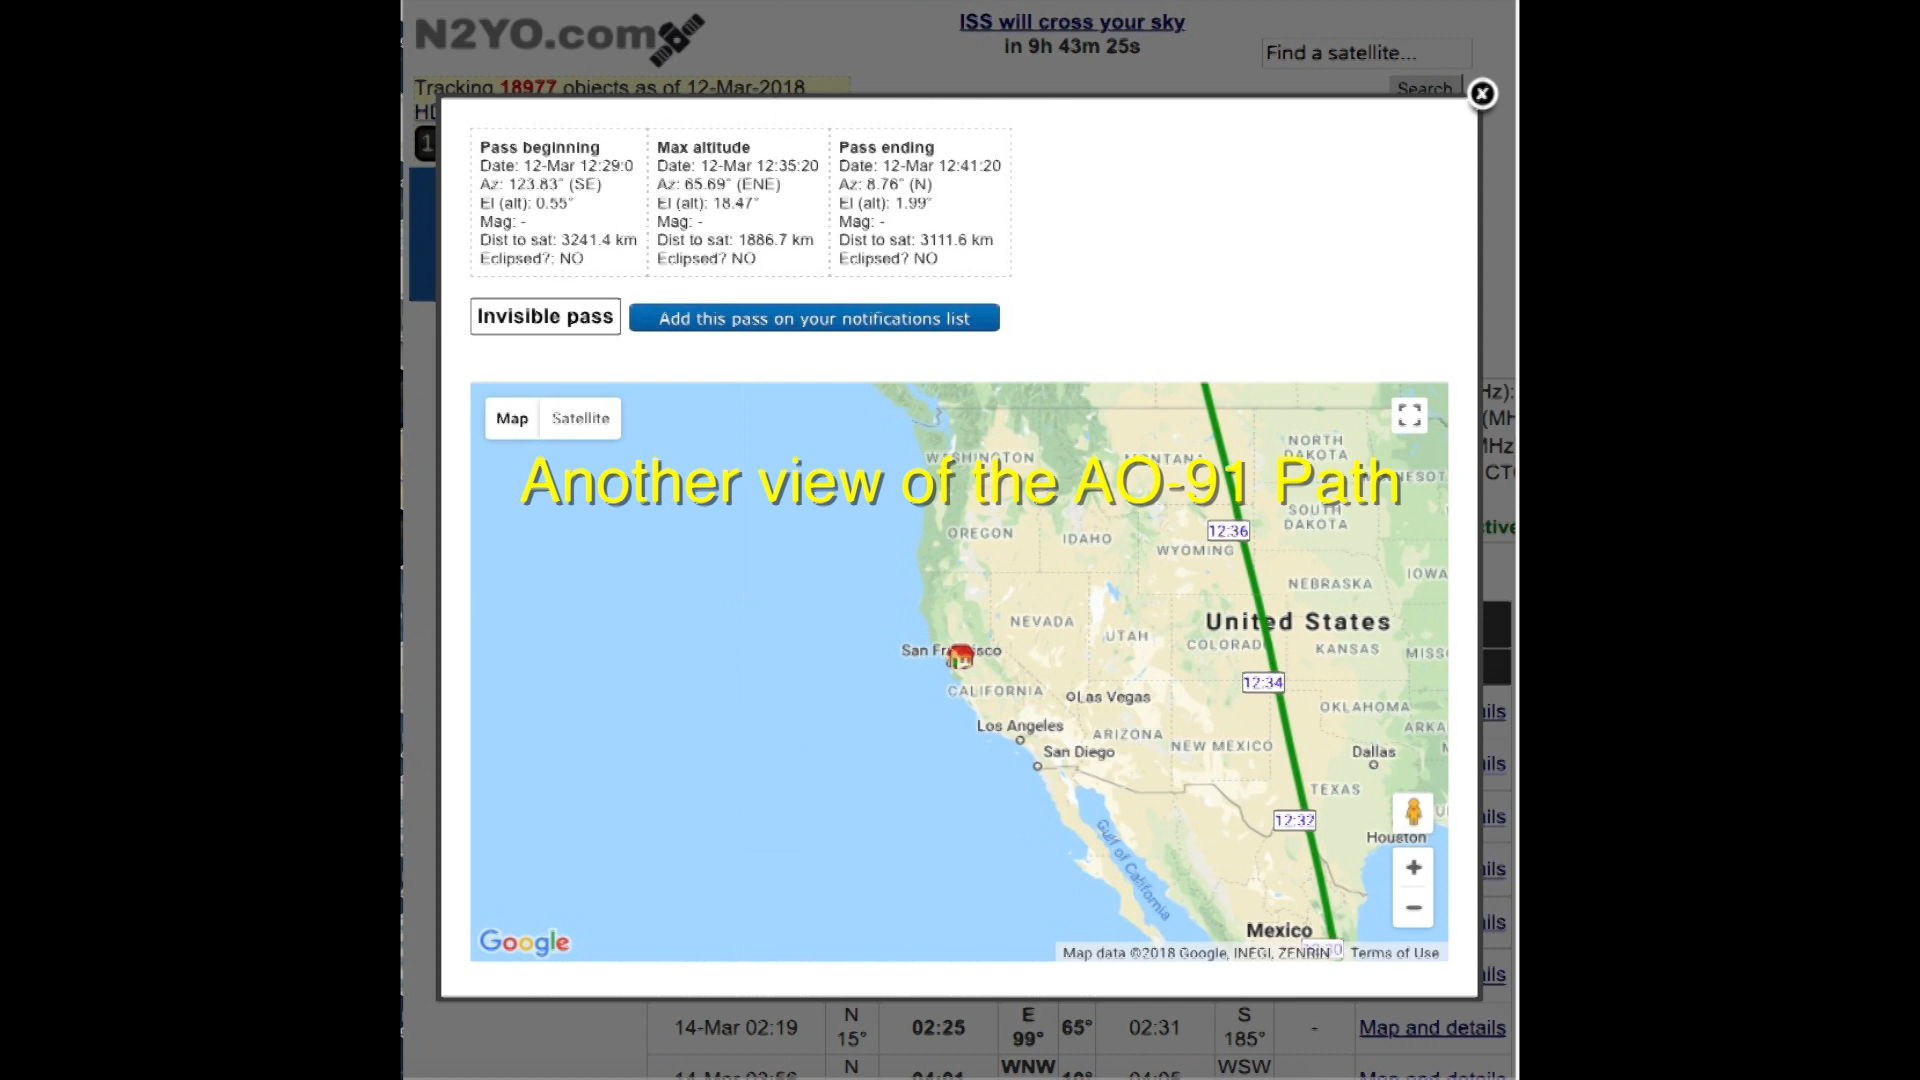 N2YO.com
ISS will cross your sky
in 9h 43m 25s
Find a satellite...
Search
Tracking 18977 objects as of 12-Mar-2018
Pass beginning
Date: 12-Mar 12:29:0
Az: 123.83° (SE)
El (alt): 0.55°
Mag: -
Dist to sat: 3241.4 km
Eclipsed?: NO
Max altitude
Date: 12-Mar 12:35:20
Az: 65.69° (ENE)
El (alt): 18.47°
Mag: -
Dist to sat: 1886.7 km
Eclipsed? NO
Pass ending
Date: 12-Mar 12:41:20
Az: 8.76° (N)
El (alt): 1.99°
Mag: -
Dist to sat: 3111.6 km
Eclipsed? NO
Invisible pass
Add this pass on your notifications list
Map Satellite
Another view of the AO-91 Path
WASHINGTON
MONTANA
NORTH
DAKOTA
SOUTH
DAKOTA
OREGON
IDAHO
WYOMING
12:36
NEBRASKA
IOWA
NEVADA
UTAH
United States
COLORADO
KANSAS
San Francisco
CALIFORNIA
Las Vegas
12:34
OKLAHOMA
Los Angeles
ARIZONA
NEW MEXICO
San Diego
Dallas
TEXAS
12:32
Houston
Gulf of California
Mexico
Google
Map data ©2018 Google, INEGI, ZENRIN
Terms of Use
14-Mar 02:19 N 15° 02:25 E 99° 65° 02:31 S 185° - Map and details
N WNW WSW